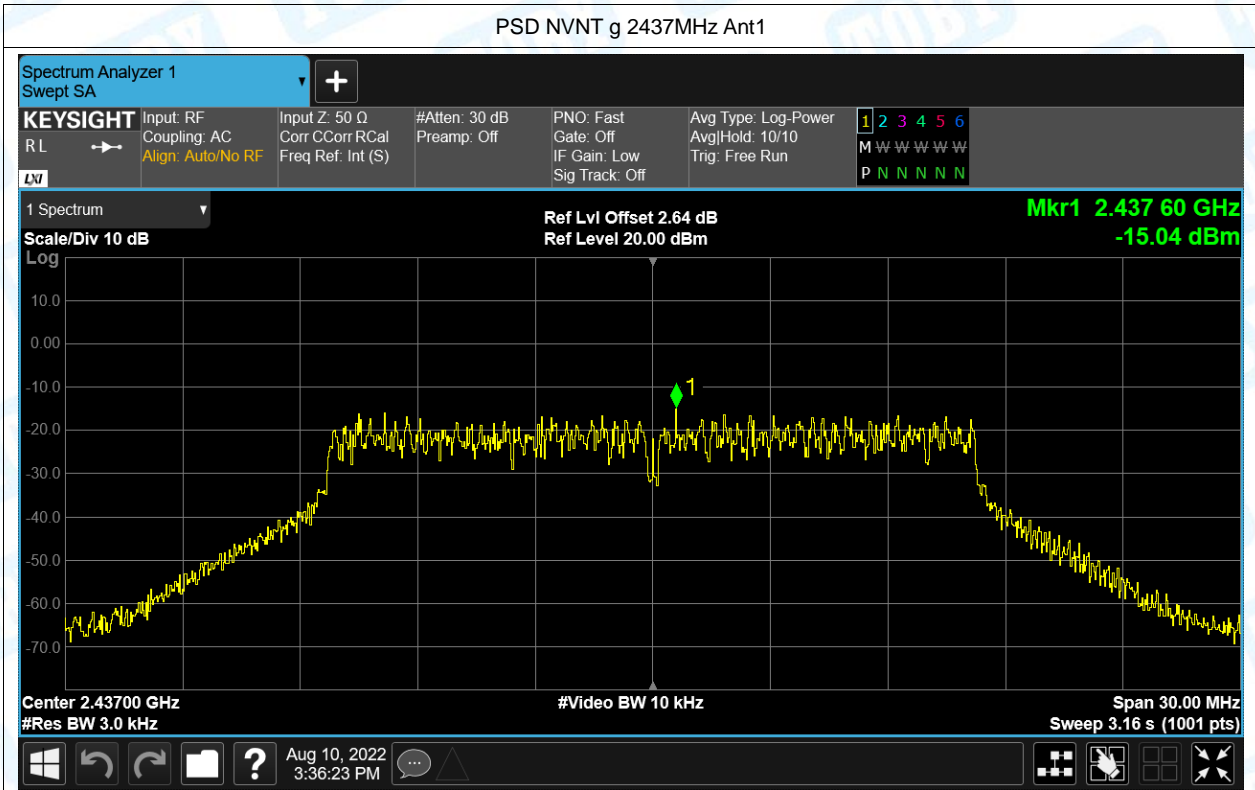 PSD NVNT g 2437MHz Ant1
Spectrum Analyzer 1
Swept SA
KEYSIGHT
RL
LXI
Input: RF
Coupling: AC
Align: Auto/No RF
Input Z: 50 Ω
Corr CCorr RCal
Freq Ref: Int (S)
#Atten: 30 dB
Preamp: Off
PNO: Fast
Gate: Off
IF Gain: Low
Sig Track: Off
Avg Type: Log-Power
Avg|Hold: 10/10
Trig: Free Run
1 2 3 4 5 6
M W W W W W
P N N N N N
1 Spectrum
Scale/Div 10 dB
Ref Lvl Offset 2.64 dB
Ref Level 20.00 dBm
Mkr1 2.437 60 GHz
-15.04 dBm
Log
10.0
0.00
-10.0
-20.0
-30.0
-40.0
-50.0
-60.0
-70.0
1
Center 2.43700 GHz
#Res BW 3.0 kHz
#Video BW 10 kHz
Span 30.00 MHz
Sweep 3.16 s (1001 pts)
?
Aug 10, 2022
3:36:23 PM